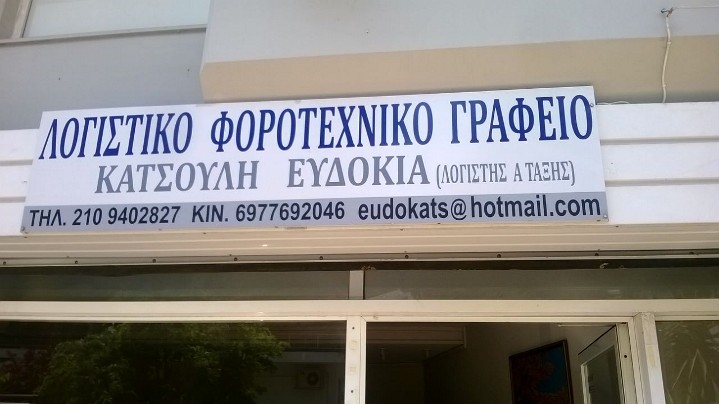 ΛΟΓΙΣΤΙΚΟ ΦΟΡΟΤΕΧΝΙΚΟ ΓΡΑΦΕΙΟ
ΚΑΤΣΟΥΛΗ ΕΥΔΟΚΙΑ (ΛΟΓΙΣΤΗΣ Α ΤΑΞΗΣ)
ΤΗΛ. 210 9402827 ΚΙΝ. 6977692046 eudokats@hotmail.com